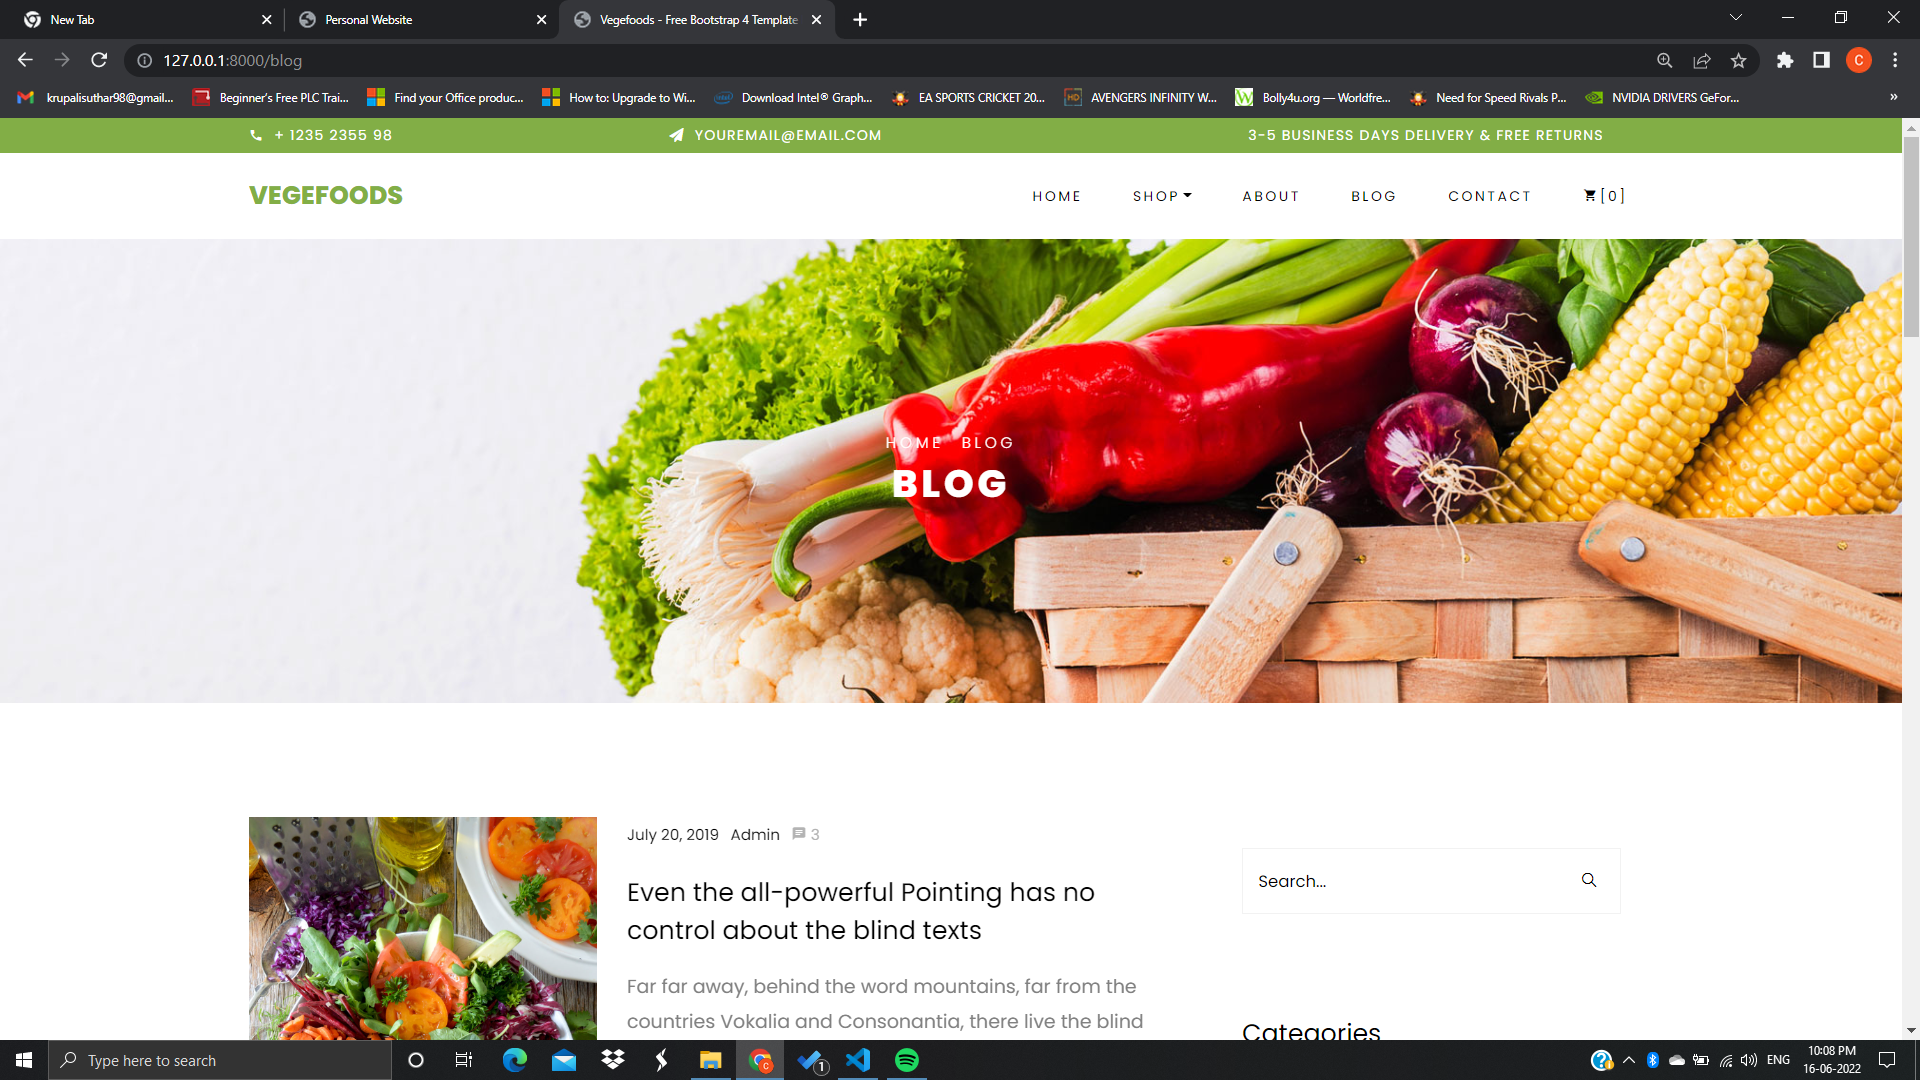 New Tab
Personal Website
Vegefoods - Free Bootstrap 4 Template
127.0.0.1:8000/blog
C
krupalisuthar98@gmail...
Beginner's Free PLC Trai...
Find your Office produc...
How to: Upgrade to Wi...
Download Intel® Graph...
EA SPORTS CRICKET 20...
AVENGERS INFINITY W...
Bolly4u.org — Worldfre...
Need for Speed Rivals P...
NVIDIA DRIVERS GeFor...
»
+ 1235 2355 98
YOUREMAIL@EMAIL.COM
3-5 BUSINESS DAYS DELIVERY & FREE RETURNS
VEGEFOODS
HOME
SHOP
ABOUT
BLOG
CONTACT
[0]
HOME BLOG
BLOG
July 20, 2019 Admin 3
Even the all-powerful Pointing has no
control about the blind texts
Far far away, behind the word mountains, far from the
countries Vokalia and Consonantia, there live the blind
Search...
Categories
Type here to search
1
ENG
10:08 PM
16-06-2022